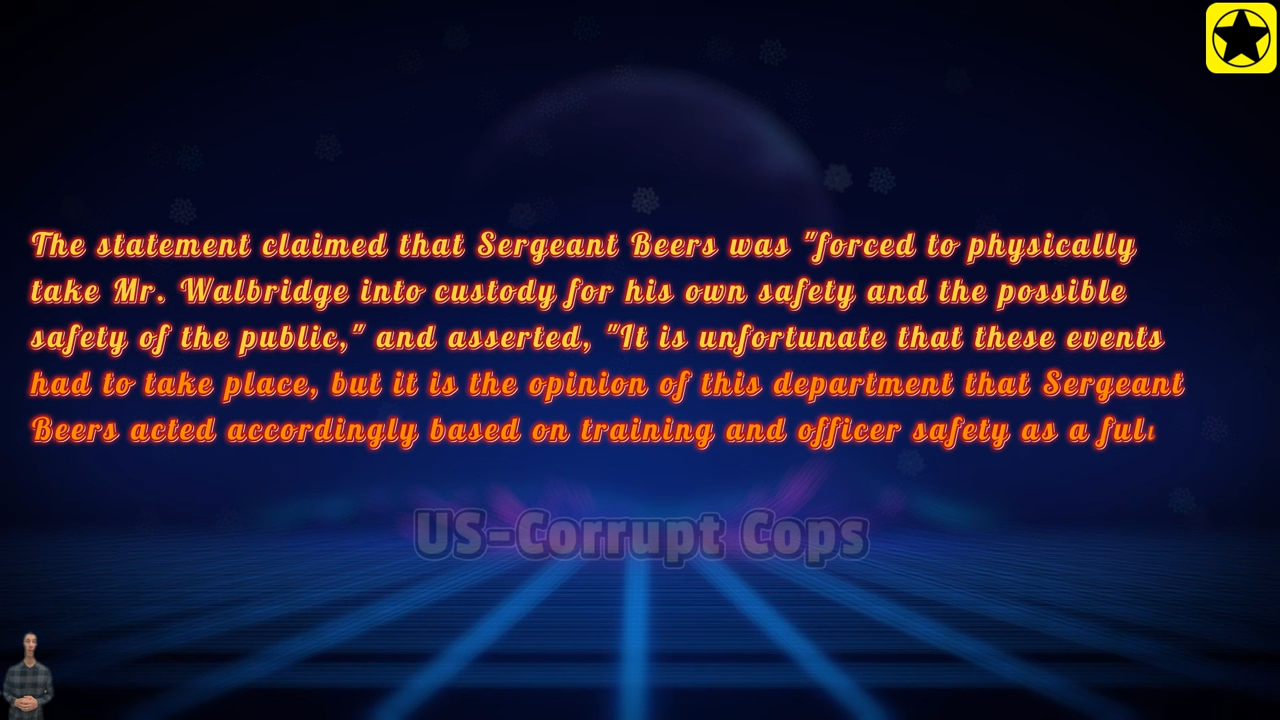 The statement claimed that Sergeant Beers was "forced to physically
take Mr. Walbridge into custody for his own safety and the possible
safety of the public," and asserted, "It is unfortunate that these events
had to take place, but it is the opinion of this department that Sergeant
Beers acted accordingly based on training and officer safety as a ful
US-Corrupt Cops